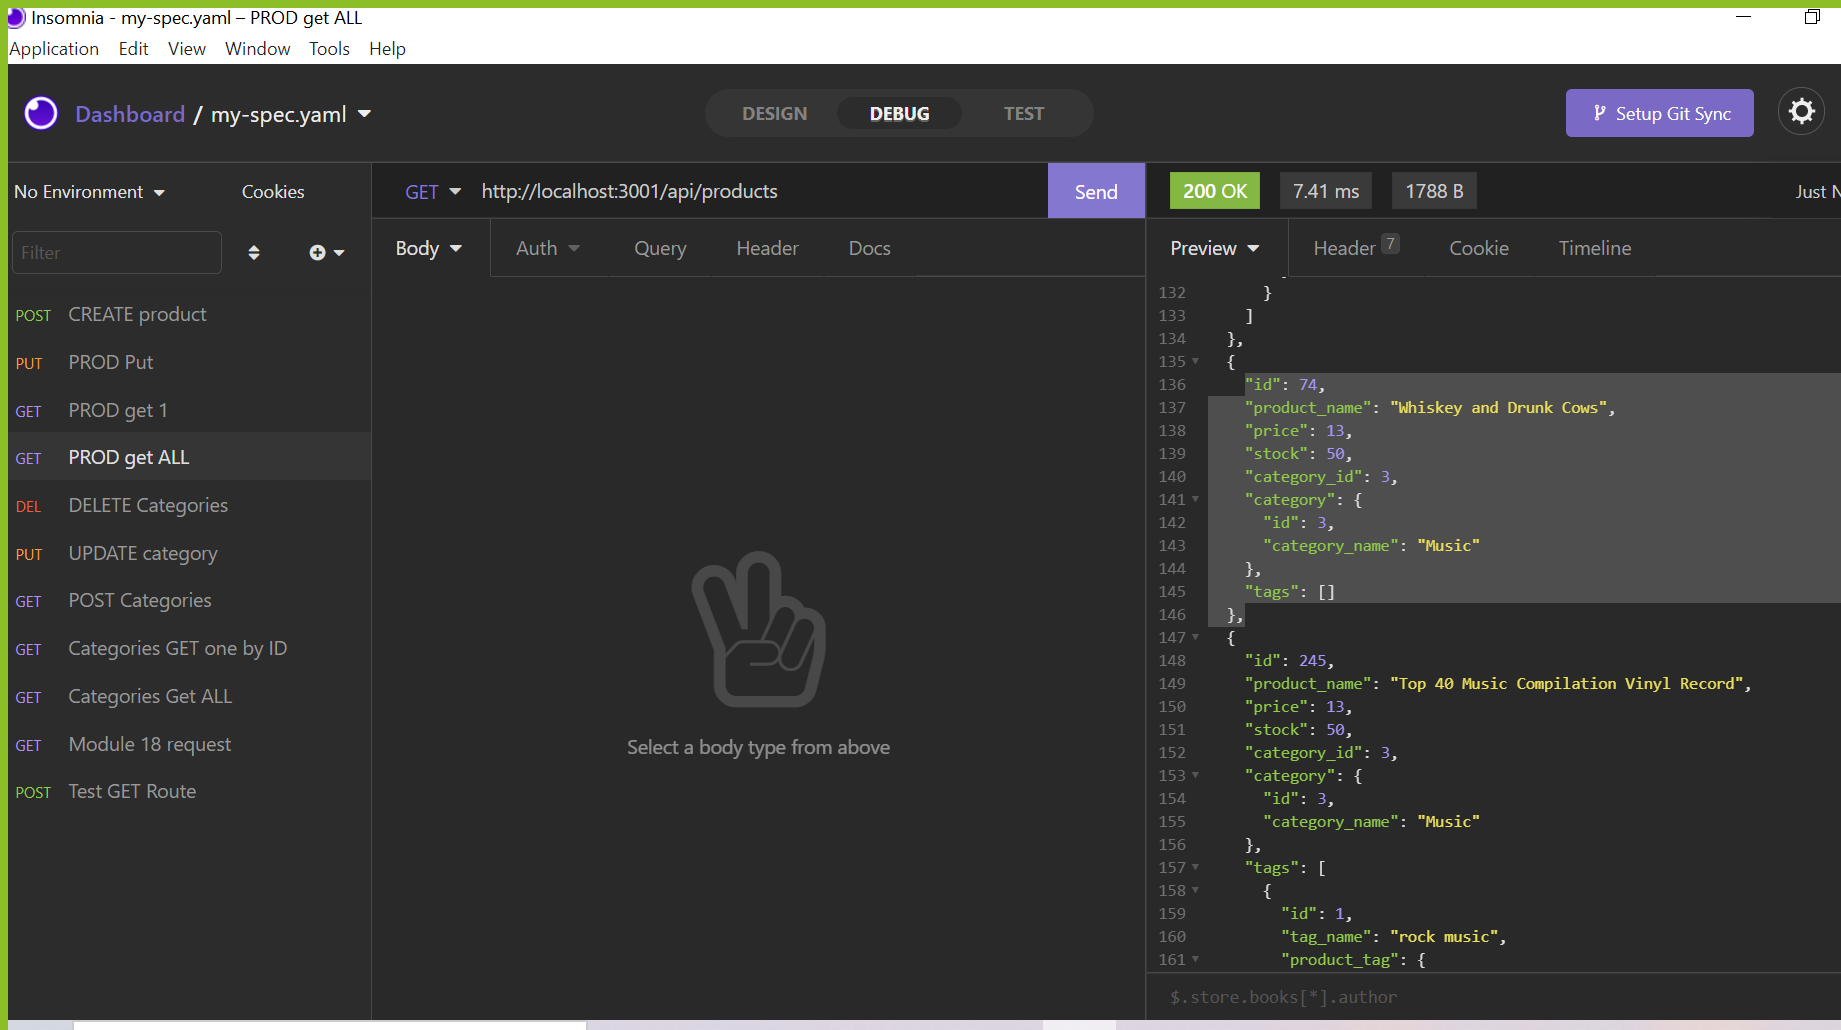 Insomnia - my-spec.yaml – PROD get ALL
Application Edit View Window Tools Help
Dashboard / my-spec.yaml
DESIGN DEBUG TEST
Setup Git Sync
No Environment Cookies
GET http://localhost:3001/api/products Send
200 OK 7.41 ms 1788 B Just N
Filter
Body Auth Query Header Docs
Preview Header 7 Cookie Timeline
POST CREATE product
PUT PROD Put
GET PROD get 1
GET PROD get ALL
DEL DELETE Categories
PUT UPDATE category
GET POST Categories
GET Categories GET one by ID
GET Categories Get ALL
GET Module 18 request
POST Test GET Route
Select a body type from above
132 }
133 ]
134 },
135 {
136 "id": 74,
137 "product_name": "Whiskey and Drunk Cows",
138 "price": 13,
139 "stock": 50,
140 "category_id": 3,
141 "category": {
142 "id": 3,
143 "category_name": "Music"
144 },
145 "tags": []
146 },
147 {
148 "id": 245,
149 "product_name": "Top 40 Music Compilation Vinyl Record",
150 "price": 13,
151 "stock": 50,
152 "category_id": 3,
153 "category": {
154 "id": 3,
155 "category_name": "Music"
156 },
157 "tags": [
158 {
159 "id": 1,
160 "tag_name": "rock music",
161 "product_tag": {
$.store.books[*].author